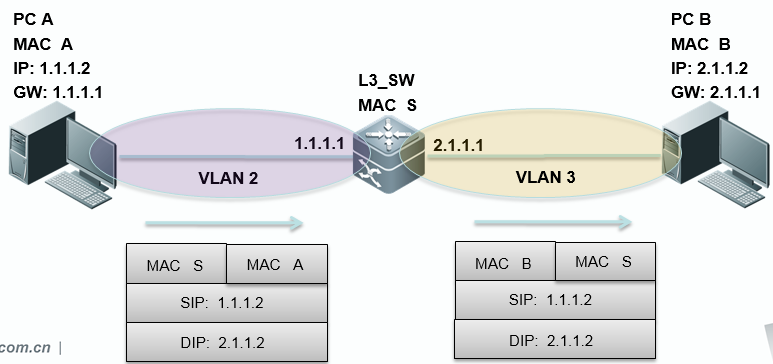 PC A
MAC A
IP: 1.1.1.2
GW: 1.1.1.1
L3_SW
MAC S
PC B
MAC B
IP: 2.1.1.2
GW: 2.1.1.1
1.1.1.1
2.1.1.1
VLAN 2
VLAN 3
MAC S
MAC A
SIP: 1.1.1.2
DIP: 2.1.1.2
MAC B
MAC S
SIP: 1.1.1.2
DIP: 2.1.1.2
com.cn |